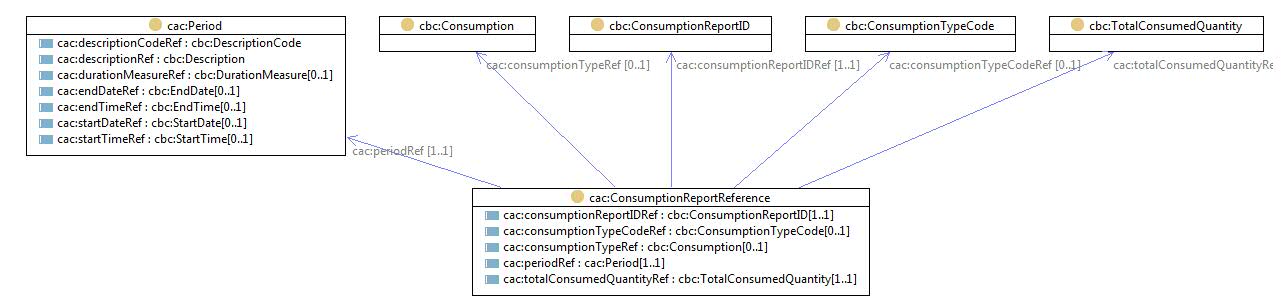 cac:Period
cac:descriptionCodeRef : cbc:DescriptionCode
cac:descriptionRef : cbc:Description
cac:durationMeasureRef : cbc:DurationMeasure[0..1]
cac:endDateRef : cbc:EndDate[0..1]
cac:endTimeRef : cbc:EndTime[0..1]
cac:startDateRef : cbc:StartDate[0..1]
cac:startTimeRef : cbc:StartTime[0..1]
cbc:Consumption
cbc:ConsumptionReportID
cbc:ConsumptionTypeCode
cbc:TotalConsumedQuantity
cac:consumptionTypeRef [0..1]
cac:consumptionReportIDRef [1..1]
cac:consumptionTypeCodeRef [0..1]
cac:totalConsumedQuantityRe
cac:periodRef [1..1]
cac:ConsumptionReportReference
cac:consumptionReportIDRef : cbc:ConsumptionReportID[1..1]
cac:consumptionTypeCodeRef : cbc:ConsumptionTypeCode[0..1]
cac:consumptionTypeRef : cbc:Consumption[0..1]
cac:periodRef : cac:Period[1..1]
cac:totalConsumedQuantityRef : cbc:TotalConsumedQuantity[1..1]